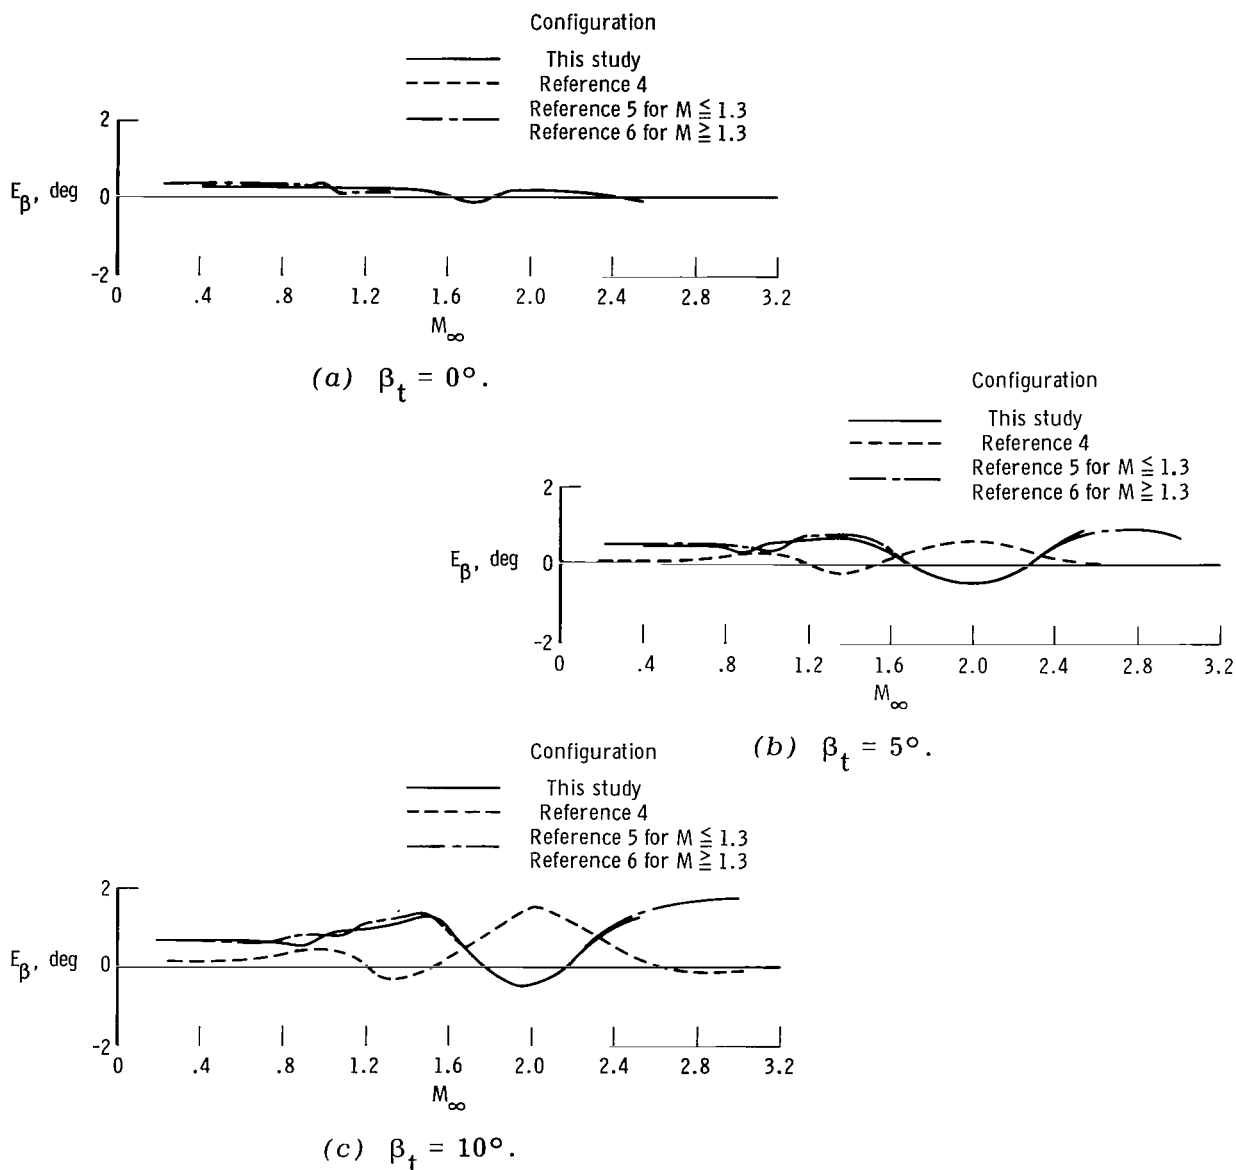 Configuration
This study
Reference 4
Reference 5 for M ≦ 1.3
Reference 6 for M ≧ 1.3
2
E_β, deg
0
-2
0 .4 .8 1.2 1.6 2.0 2.4 2.8 3.2
M_∞
(a) β_t = 0°.
Configuration
This study
Reference 4
Reference 5 for M ≦ 1.3
Reference 6 for M ≧ 1.3
2
E_β, deg
0
-2
0 .4 .8 1.2 1.6 2.0 2.4 2.8 3.2
M_∞
(b) β_t = 5°.
Configuration
This study
Reference 4
Reference 5 for M ≦ 1.3
Reference 6 for M ≧ 1.3
2
E_β, deg
0
-2
0 .4 .8 1.2 1.6 2.0 2.4 2.8 3.2
M_∞
(c) β_t = 10°.